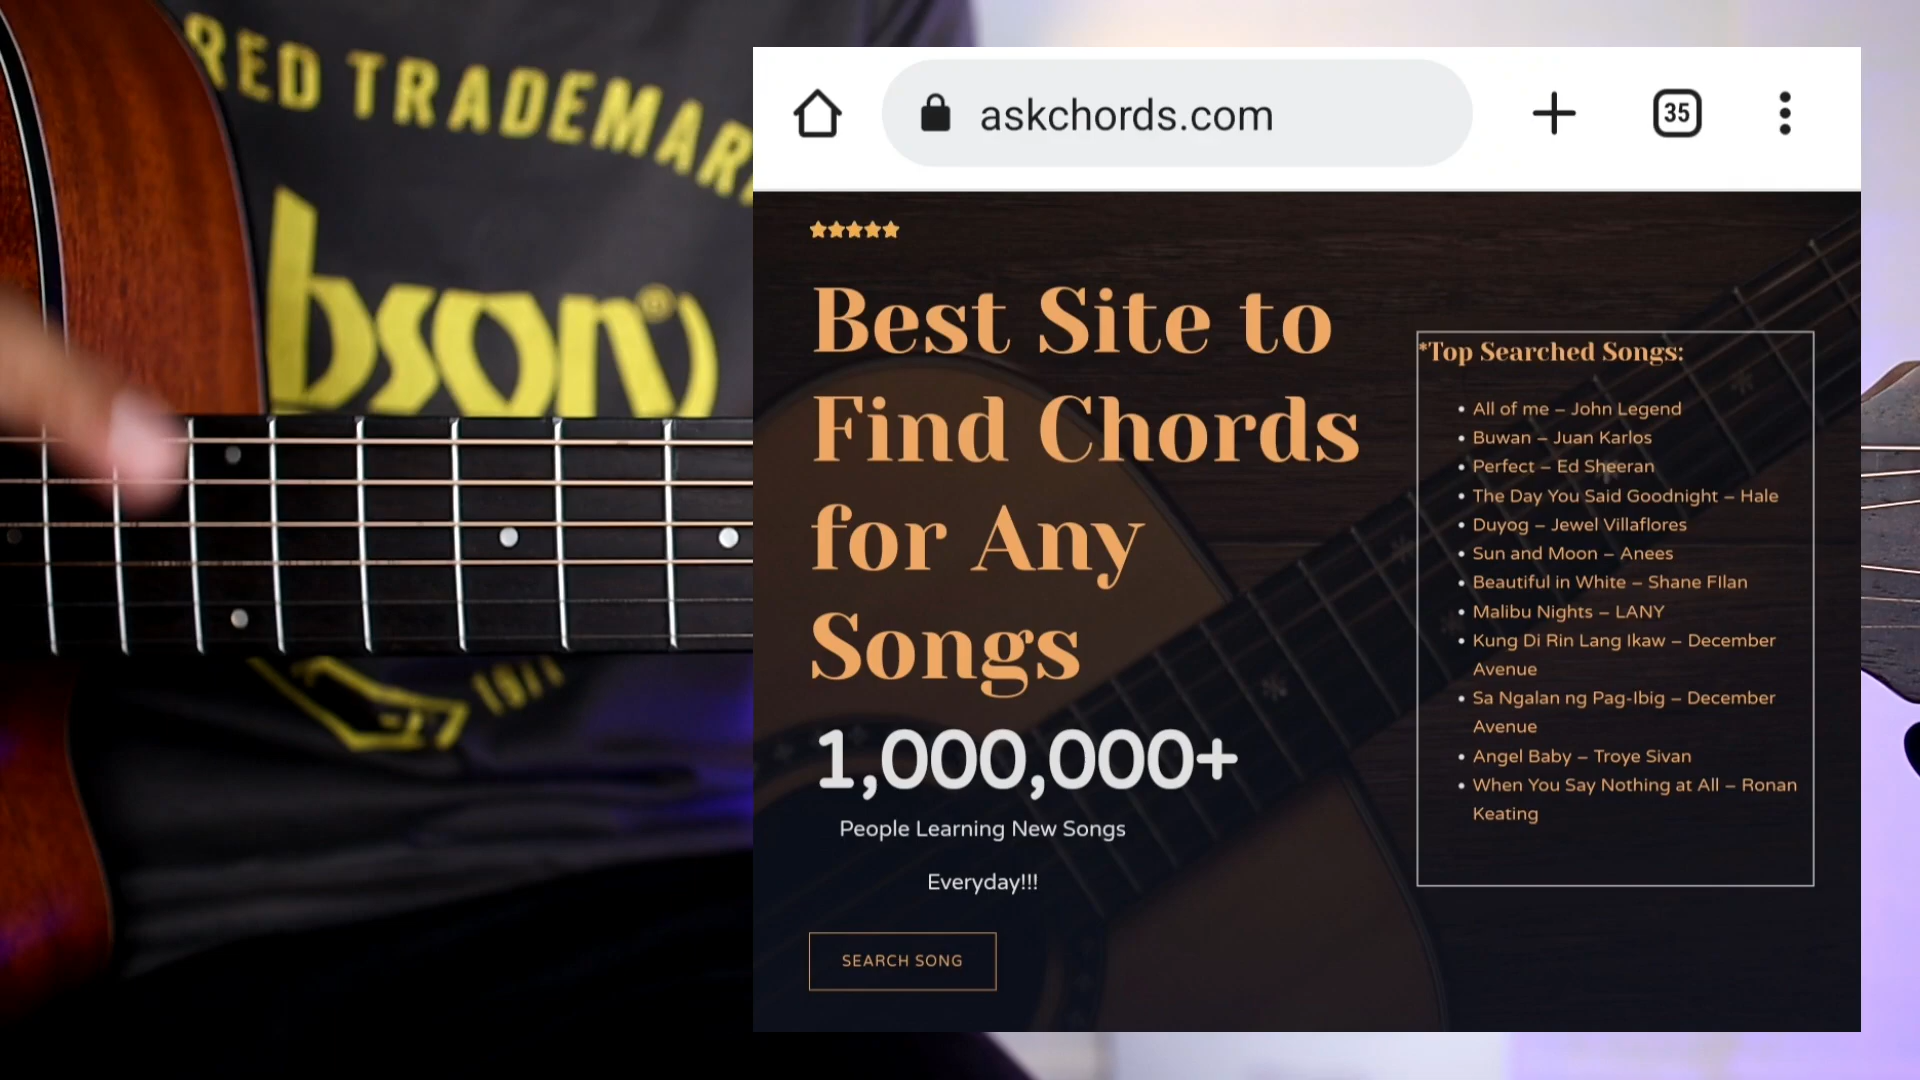 RED TRADEMAR
bson
®
1971
askchords.com
35
Best Site to
Find Chords
for Any
Songs
1,000,000+
People Learning New Songs
Everyday!!!
SEARCH SONG
*Top Searched Songs:
• All of me – John Legend
• Buwan – Juan Karlos
• Perfect – Ed Sheeran
• The Day You Said Goodnight – Hale
• Duyog – Jewel Villaflores
• Sun and Moon – Anees
• Beautiful in White – Shane FIlan
• Malibu Nights – LANY
• Kung Di Rin Lang Ikaw – December
Avenue
• Sa Ngalan ng Pag-Ibig – December
Avenue
• Angel Baby – Troye Sivan
• When You Say Nothing at All – Ronan
Keating